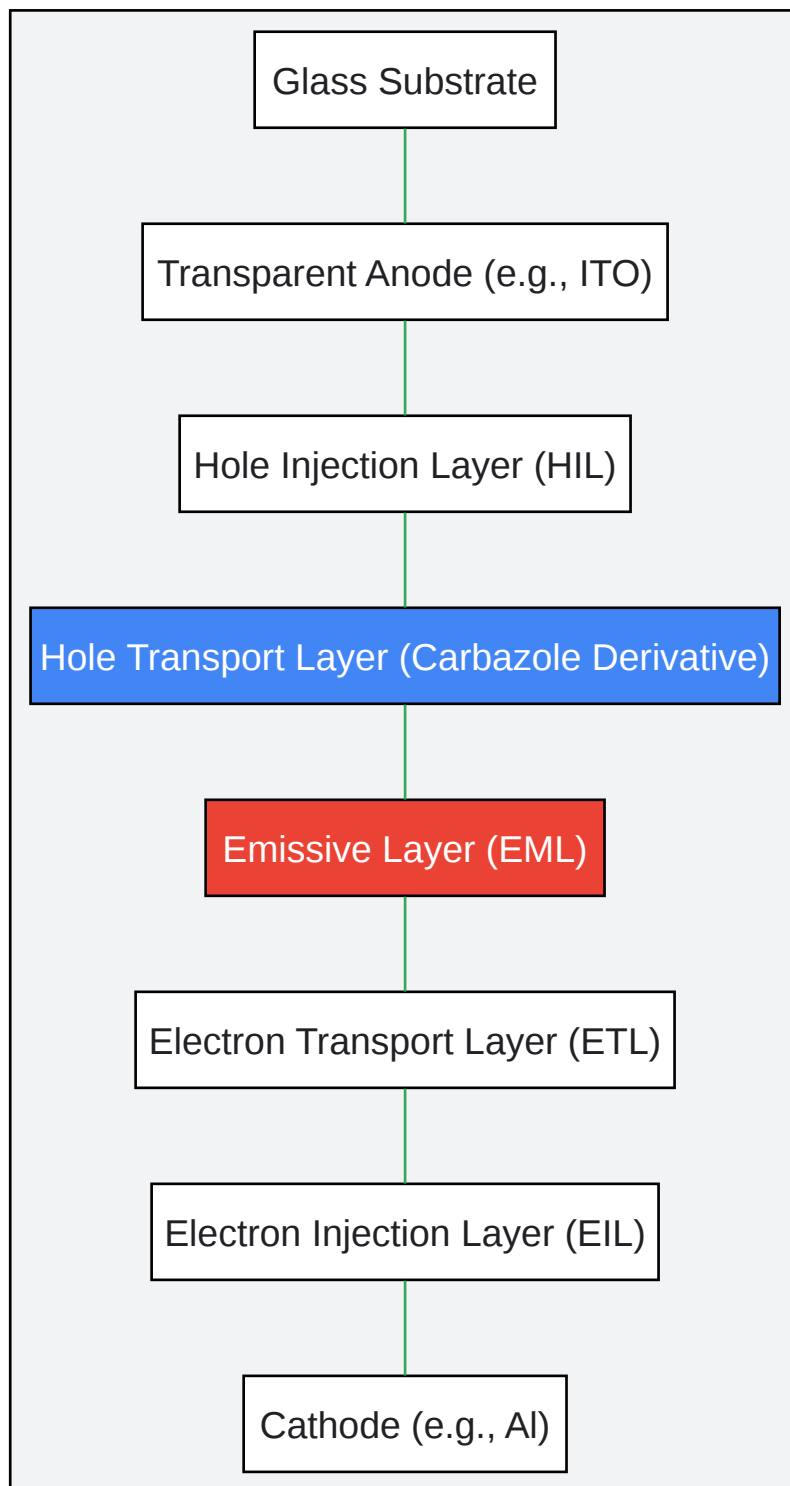 Glass Substrate
Transparent Anode (e.g., ITO)
Hole Injection Layer (HIL)
Hole Transport Layer (Carbazole Derivative)
Emissive Layer (EML)
Electron Transport Layer (ETL)
Electron Injection Layer (EIL)
Cathode (e.g., Al)